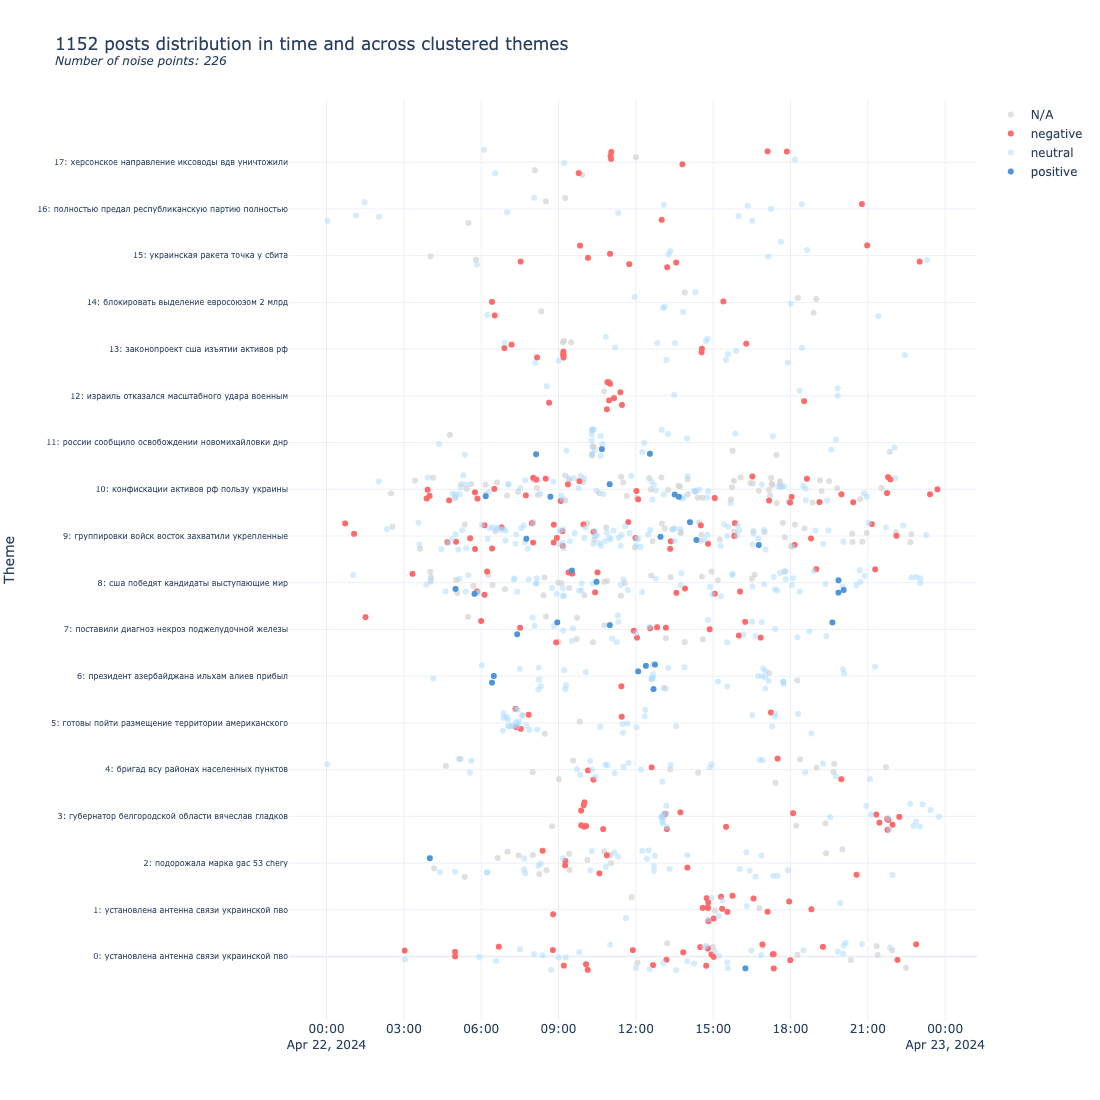 1152 posts distribution in time and across clustered themes
Number of noise points: 226
N/A
negative
neutral
positive
Theme
17: херсонское направление иксоводы вдв уничтожили
16: полностью предал республиканскую партию полностью
15: украинская ракета точка у сбита
14: блокировать выделение евросоюзом 2 млрд
13: законопроект сша изъятии активов рф
12: израиль отказался масштабного удара военным
11: россии сообщило освобождении новомихайловки днр
10: конфискации активов рф пользу украины
9: группировки войск восток захватили укрепленные
8: сша победят кандидаты выступающие мир
7: поставили диагноз некроз поджелудочной железы
6: президент азербайджана ильхам алиев прибыл
5: готовы пойти размещение территории американского
4: бригад всу районах населенных пунктов
3: губернатор белгородской области вячеслав гладков
2: подорожала марка gac 53 chery
1: установлена антенна связи украинской пво
0: установлена антенна связи украинской пво
00:00 03:00 06:00 09:00 12:00 15:00 18:00 21:00 00:00
Apr 22, 2024 Apr 23, 2024